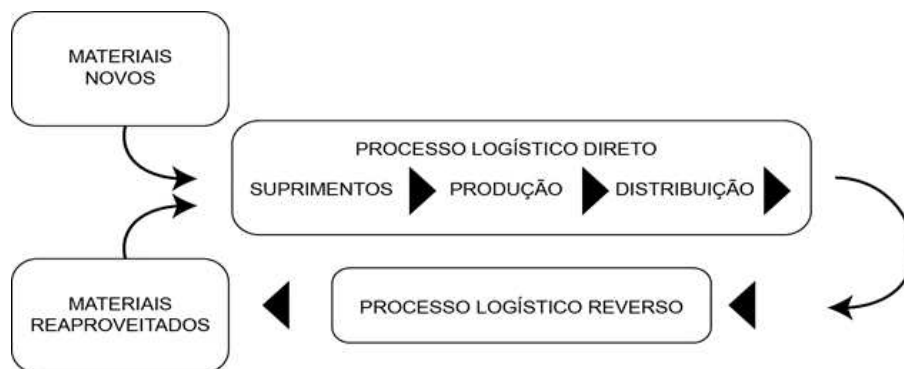 MATERIAIS
NOVOS
PROCESSO LOGÍSTICO DIRETO
SUPRIMENTOS PRODUÇÃO DISTRIBUIÇÃO
MATERIAIS
REAPROVEITADOS
PROCESSO LOGÍSTICO REVERSO